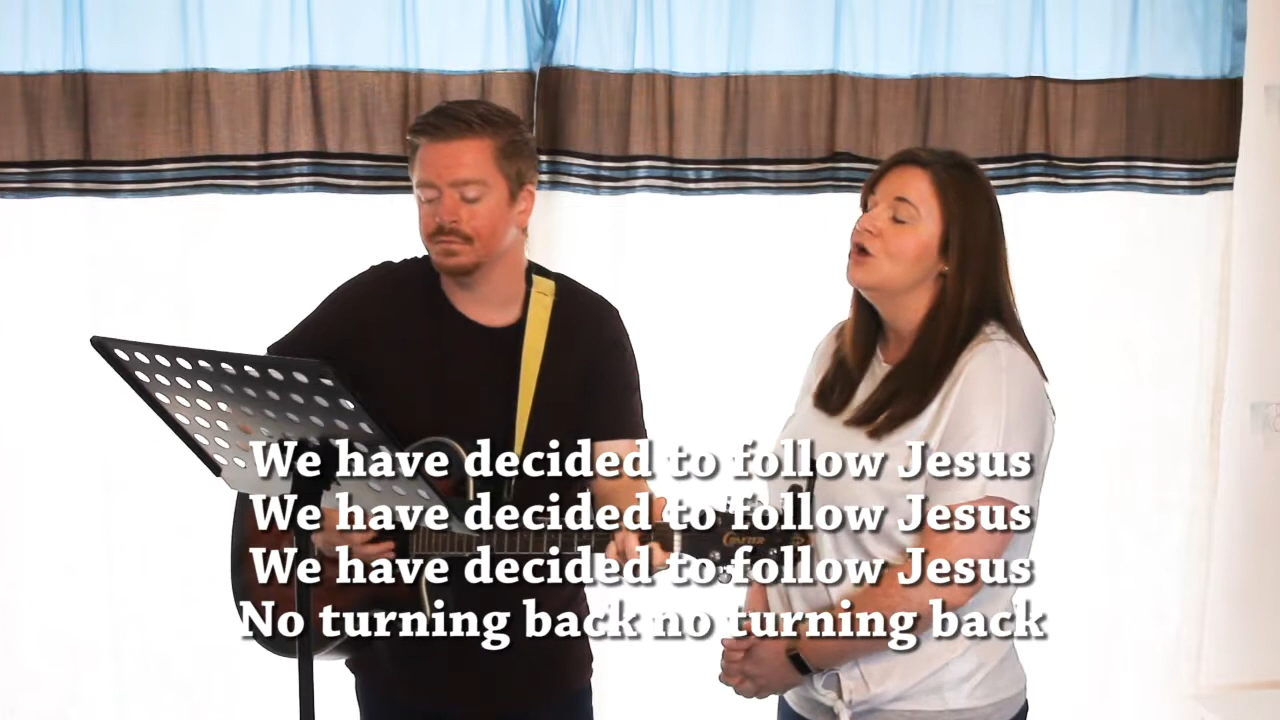 We have decided to follow Jesus
We have decided to follow Jesus
We have decided to follow Jesus
No turning back no turning back
CRAFTER